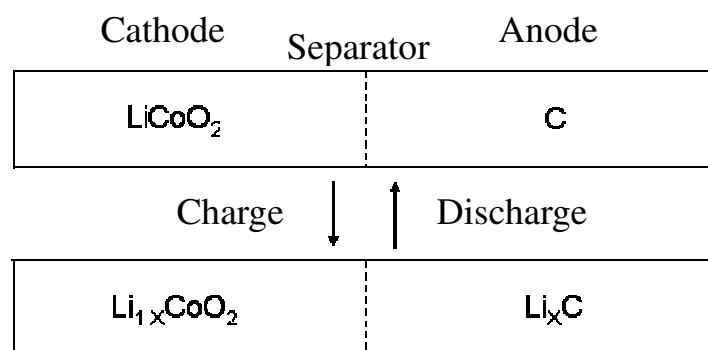 Cathode Separator Anode
LiCoO₂ C
Charge Discharge
Li₁ ₓCoO₂ LiₓC